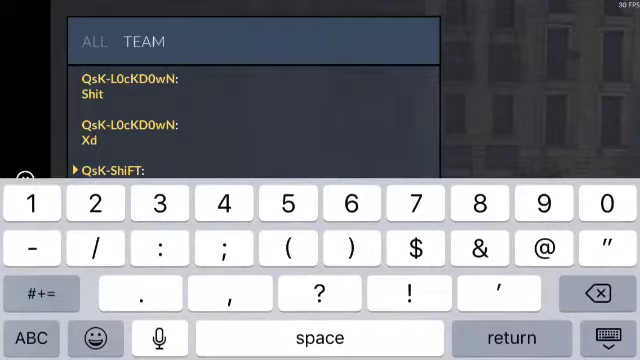 30 FPS
ALL TEAM
QsK-L0cKD0wN:
Shit
QsK-L0cKD0wN:
Xd
QsK-ShiFT:
1 2 3 4 5 6 7 8 9 0
- / : ; ( ) $ & @ "
#+= . , ? ! '
ABC space return